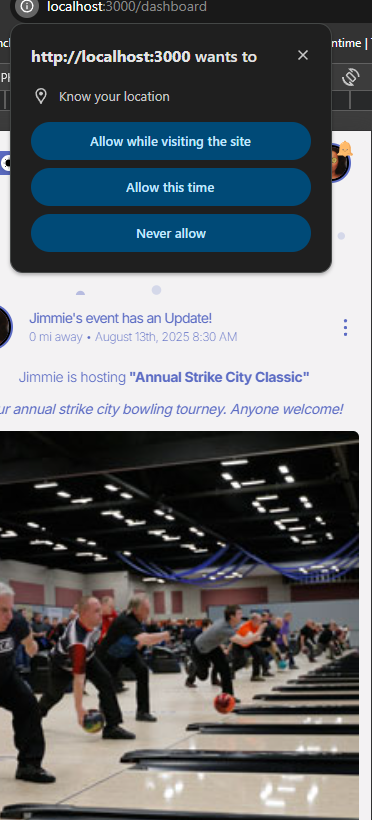 localhost:3000/dashboard
ntime | T
http://localhost:3000 wants to
Know your location
Allow while visiting the site
Allow this time
Never allow
Jimmie's event has an Update!
0 mi away • August 13th, 2025 8:30 AM
Jimmie is hosting "Annual Strike City Classic"
ur annual strike city bowling tourney. Anyone welcome!